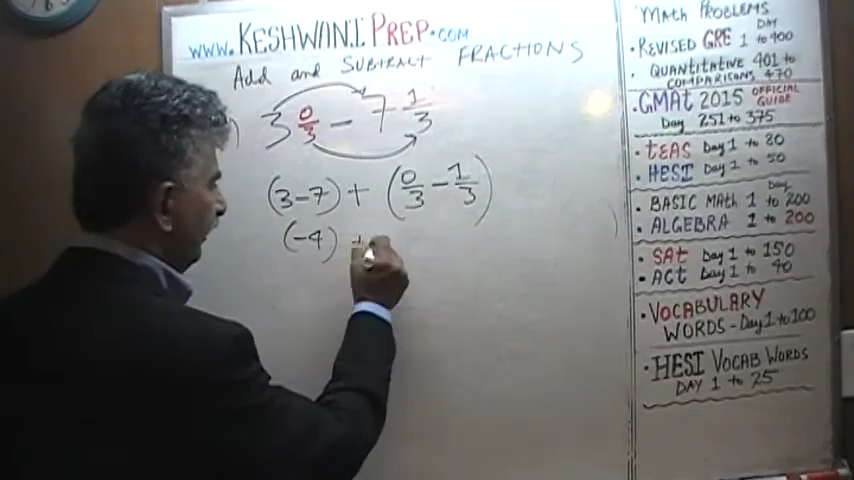 www.KESHWANI PREP.com
Add and SUBTRACT FRACTIONS
3 0/3 - 7 1/3
(3-7) + (0/3 - 1/3)
(-4) +
MATH PROBLEMS
DAY
• REVISED GRE 1 to 400
• QUANTITATIVE 401 to
COMPARISONS 470
• GMAT 2015 OFFICIAL GUIDE
Day 251 to 375
• TEAS Day 1 to 20
• HESI Day 1 to 50
Day
• BASIC MATH 1 to 200
• ALGEBRA 1 to 200
• SAT Day 1 to 150
• ACT Day 1 to 40
• VOCABULARY
WORDS - Day 1 to 100
• HESI VOCAB WORDS
DAY 1 to 25